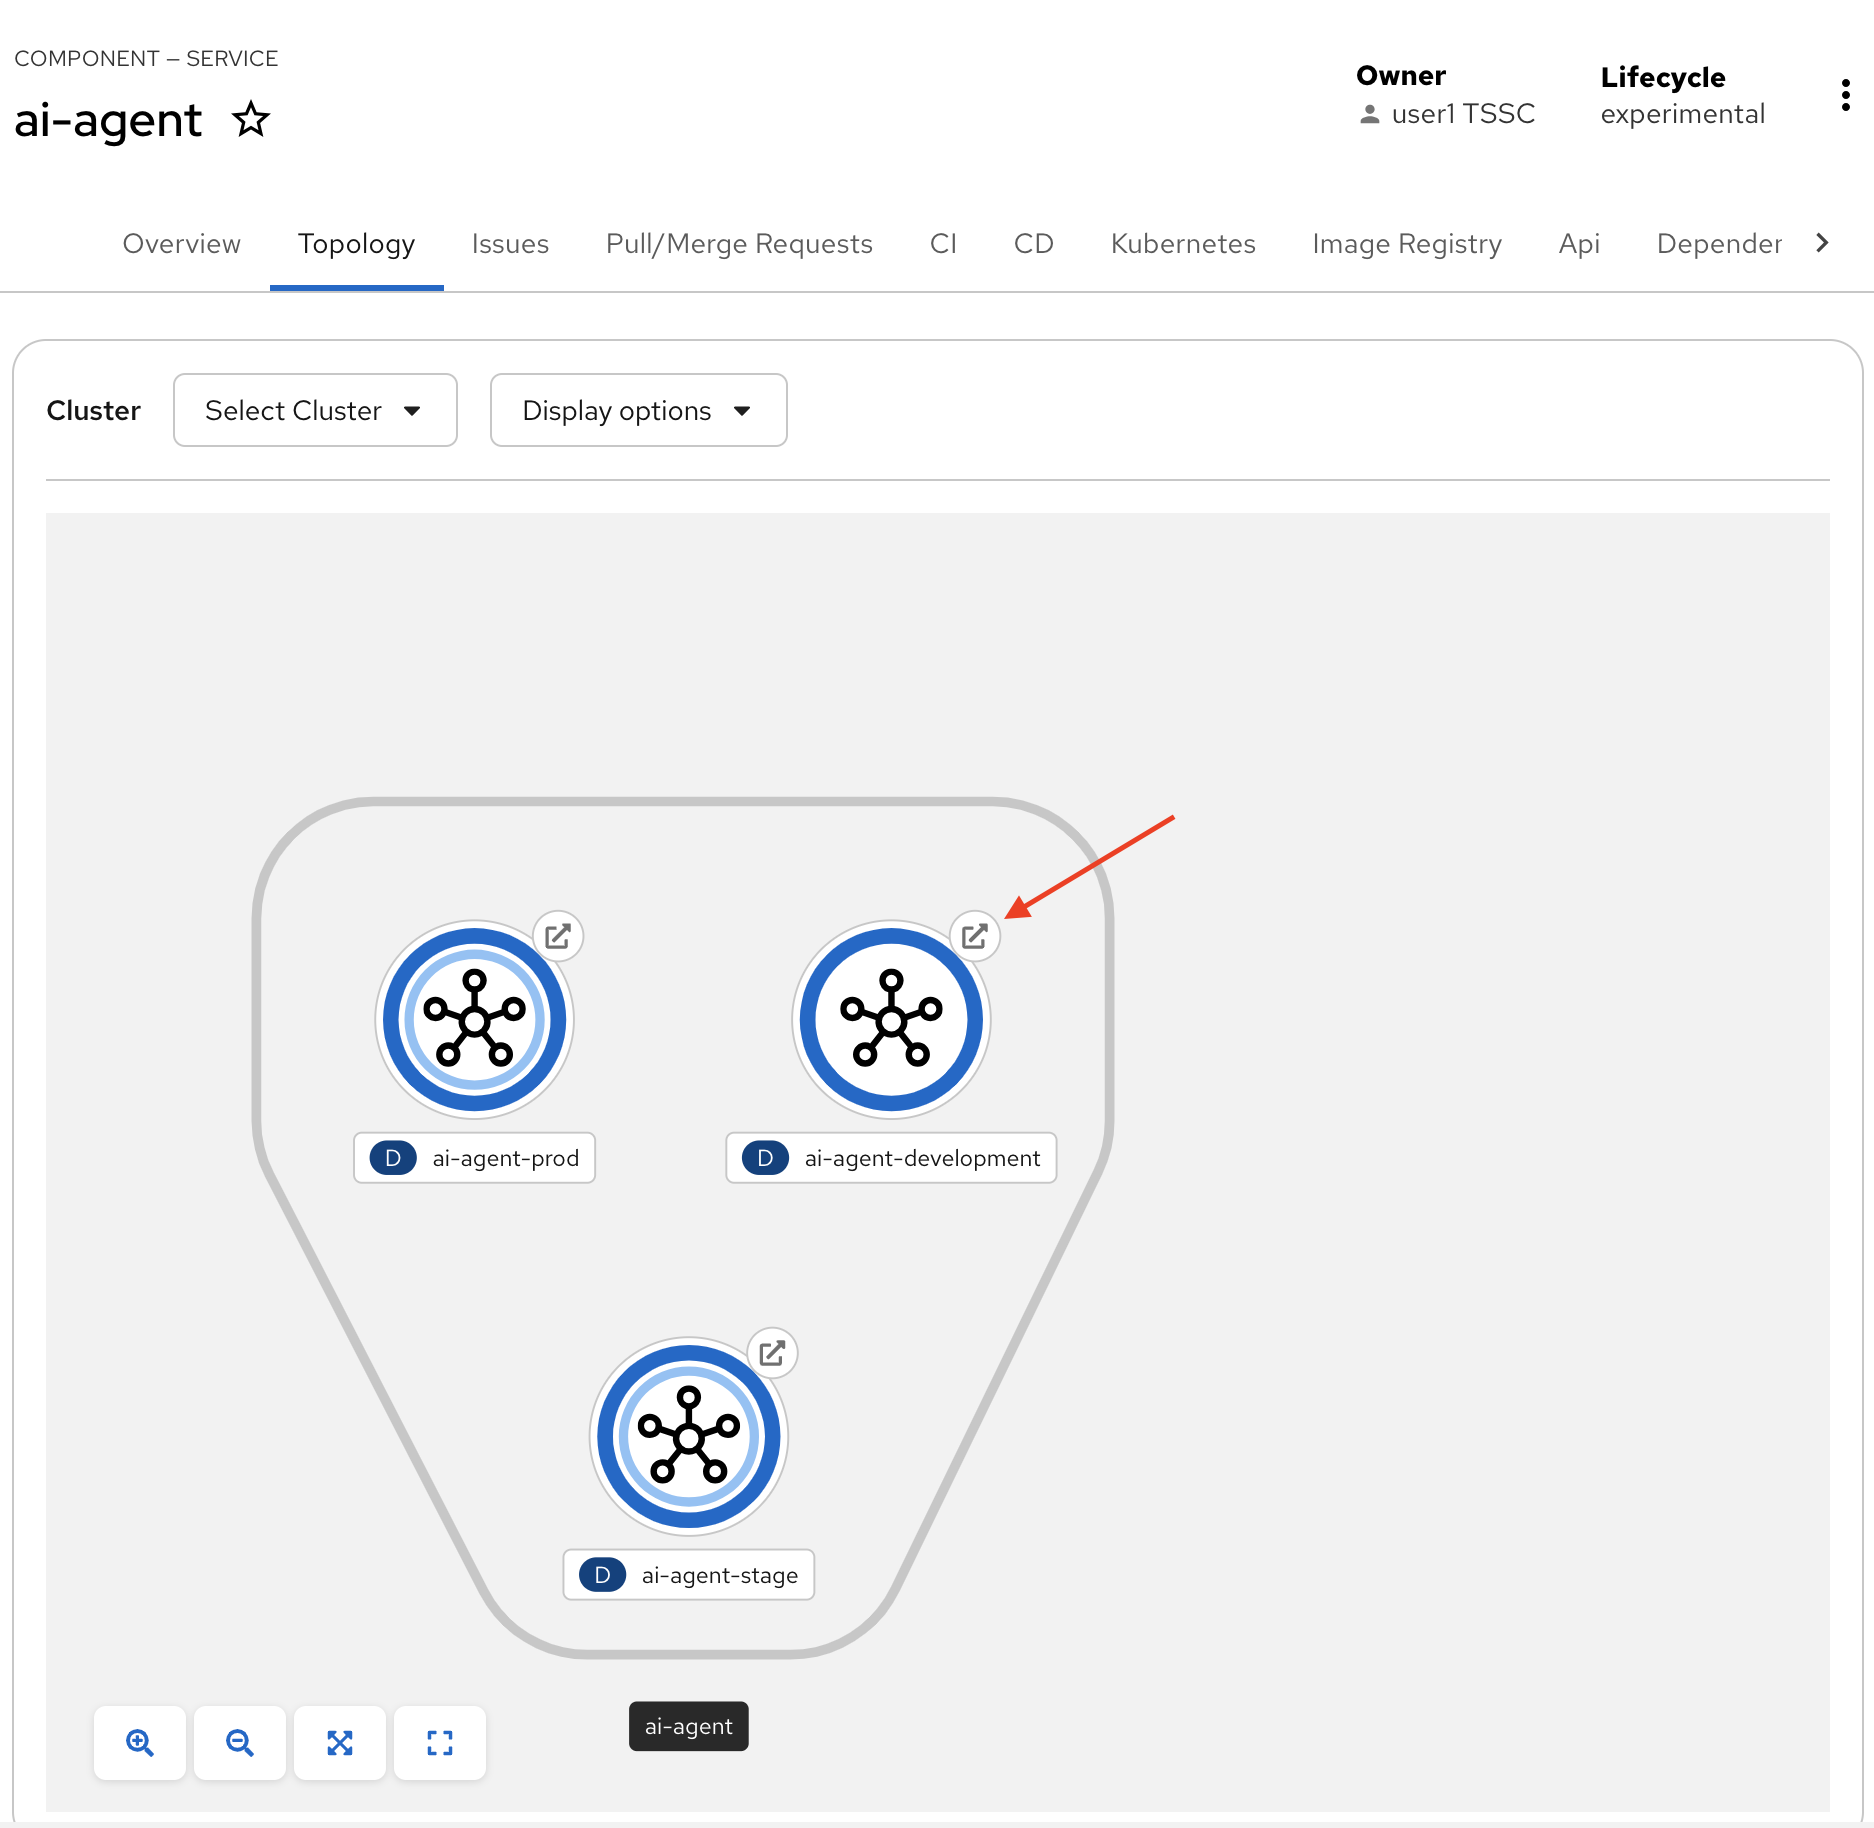 COMPONENT — SERVICE
ai-agent
Owner
user1 TSSC
Lifecycle
experimental
Overview Topology Issues Pull/Merge Requests CI CD Kubernetes Image Registry Api Depender
Cluster Select Cluster Display options
D ai-agent-prod
D ai-agent-development
D ai-agent-stage
ai-agent